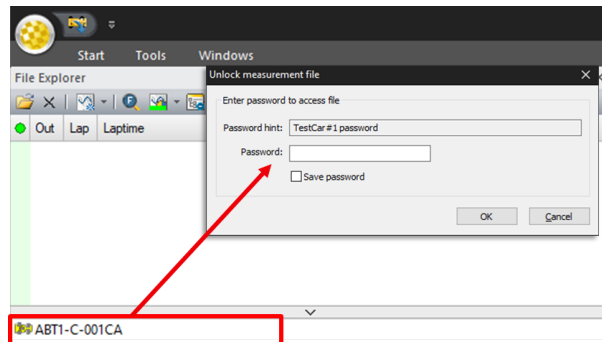 Start Tools Windows
File Explorer
Unlock measurement file
Enter password to access file
Out Lap Laptime
Password hint: TestCar#1 password
Password:
Save password
OK Cancel
ABT1-C-001CA